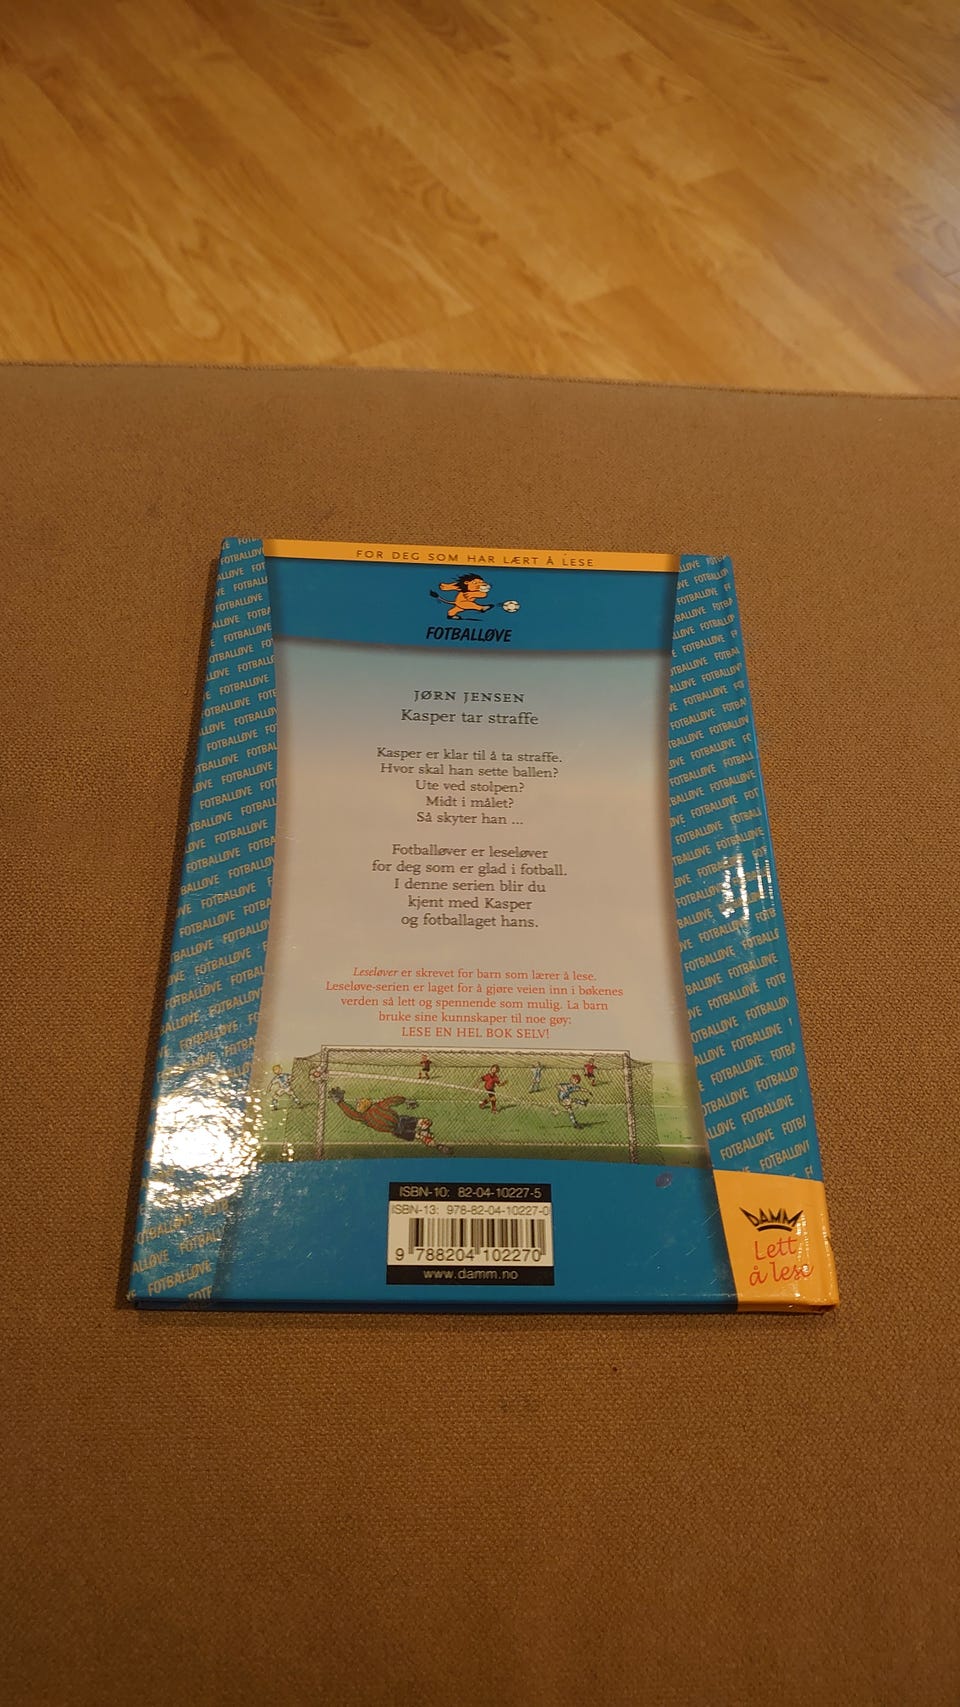 FOR DEG SOM HAR LÆRT Å LESE
FOTBALLØVE
JØRN JENSEN
Kasper tar straffe
Kasper er klar til å ta straffe.
Hvor skal han sette ballen?
Ute ved stolpen?
Midt i målet?
Så skyter han ...
Fotballøver er leseløver
for deg som er glad i fotball.
I denne serien blir du
kjent med Kasper
og fotballaget hans.
Leseløver er skrevet for barn som lærer å lese.
Leseløve-serien er laget for å gjøre veien inn i bøkenes
verden så lett og spennende som mulig. La barn
bruke sine kunnskaper til noe gøy:
LESE EN HEL BOK SELV!
ISBN-10: 82-04-10227-5
ISBN-13: 978-82-04-10227-0
9 788204 102270
www.damm.no
DAMM
Lett
å lese